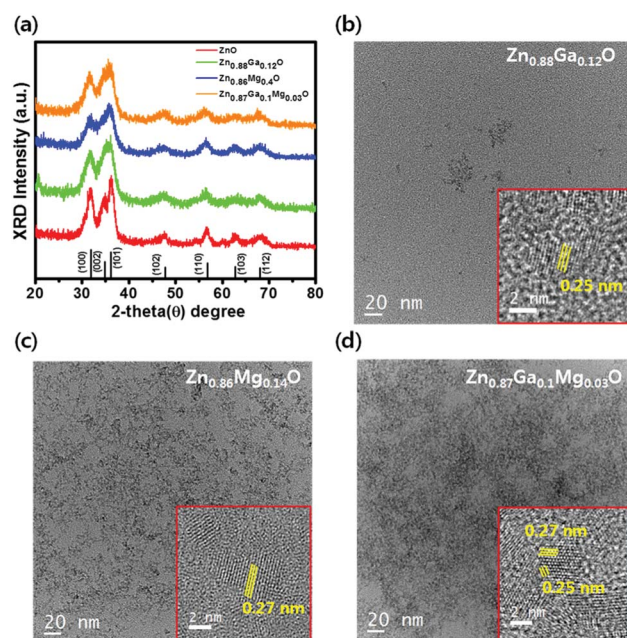 (a)
ZnO
Zn0.88Ga0.12O
Zn0.86Mg0.4O
Zn0.87Ga0.1Mg0.03O
XRD Intensity (a.u.)
(100)
(002)
(101)
(102)
(110)
(103)
(112)
20 30 40 50 60 70 80
2-theta(θ) degree
(b)
Zn0.88Ga0.12O
0.25 nm
2 nm
20 nm
(c)
Zn0.86Mg0.14O
0.27 nm
2 nm
20 nm
(d)
Zn0.87Ga0.1Mg0.03O
0.27 nm
0.25 nm
2 nm
20 nm